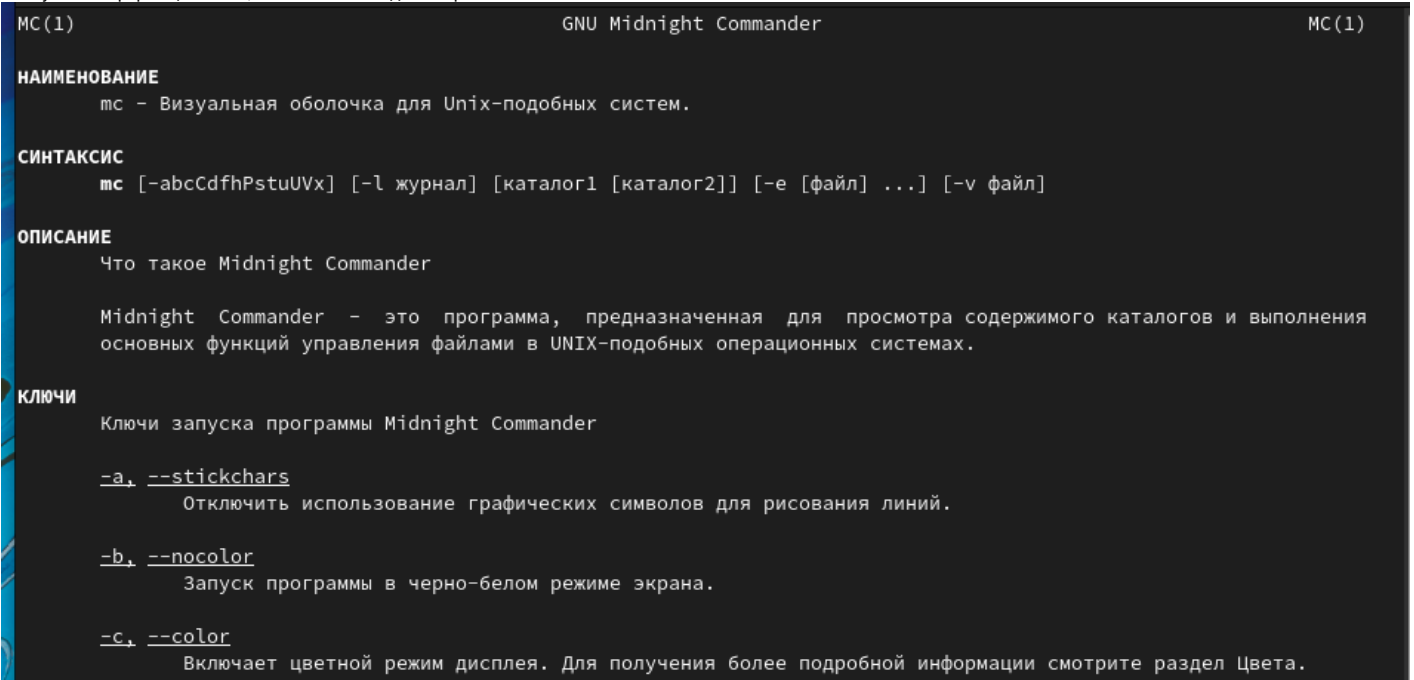 MC(1) GNU Midnight Commander MC(1)
НАИМЕНОВАНИЕ
mc - Визуальная оболочка для Unix-подобных систем.
СИНТАКСИС
mc [-abcCdfhPstuUVx] [-l журнал] [каталог1 [каталог2]] [-e [файл] ...] [-v файл]
ОПИСАНИЕ
Что такое Midnight Commander
Midnight Commander - это программа, предназначенная для просмотра содержимого каталогов и выполнения
основных функций управления файлами в UNIX-подобных операционных системах.
КЛЮЧИ
Ключи запуска программы Midnight Commander
-a, --stickchars
Отключить использование графических символов для рисования линий.
-b, --nocolor
Запуск программы в черно-белом режиме экрана.
-c, --color
Включает цветной режим дисплея. Для получения более подробной информации смотрите раздел Цвета.